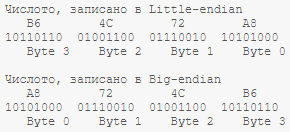 Числото, записано в Little-endian
B6 4C 72 A8
10110110 01001100 01110010 10101000
Byte 3 Byte 2 Byte 1 Byte 0
Числото, записано в Big-endian
A8 72 4C B6
10101000 01110010 01001100 10110110
Byte 0 Byte 1 Byte 2 Byte 3